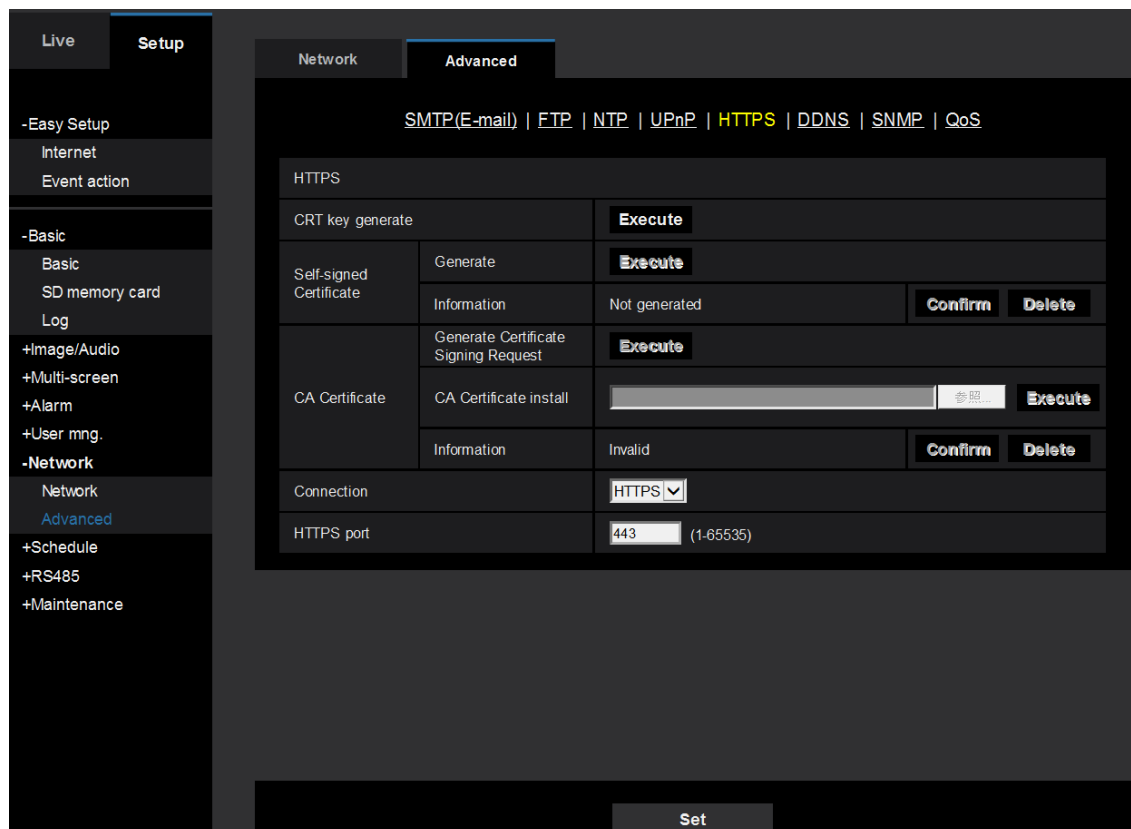 Live
Setup
-Easy Setup
Internet
Event action
-Basic
Basic
SD memory card
Log
+Image/Audio
+Multi-screen
+Alarm
+User mng.
-Network
Network
Advanced
+Schedule
+RS485
+Maintenance
Network
Advanced
SMTP(E-mail) | FTP | NTP | UPnP | HTTPS | DDNS | SNMP | QoS
HTTPS
CRT key generate
Execute
Self-signed
Certificate
Generate
Execute
Information
Not generated
Confirm
Delete
CA Certificate
Generate Certificate
Signing Request
Execute
CA Certificate install
参照...
Execute
Information
Invalid
Confirm
Delete
Connection
HTTPS
HTTPS port
443
(1-65535)
Set